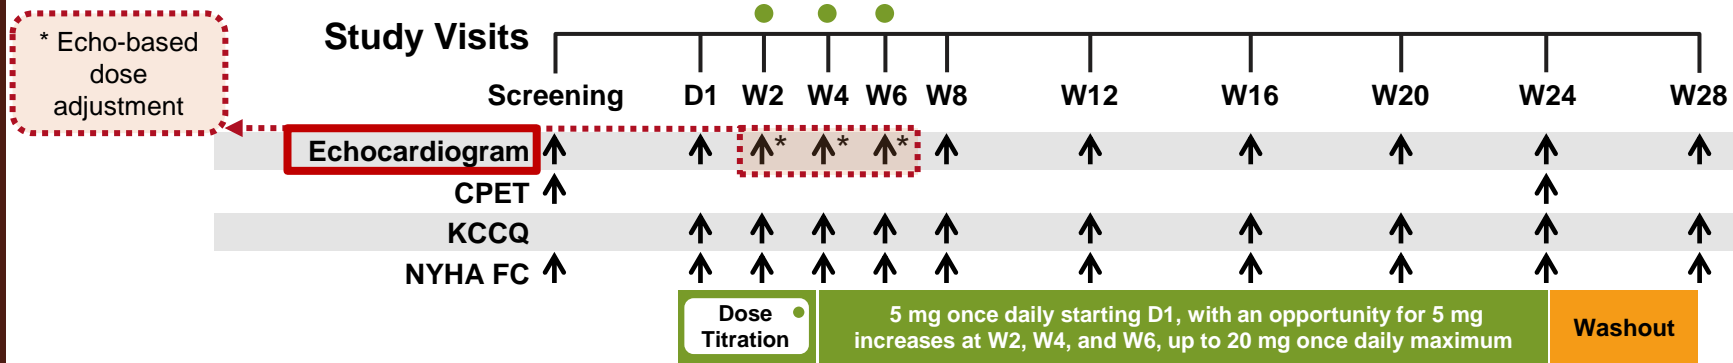 * Echo-based
dose
adjustment
Study Visits
Screening D1 W2 W4 W6 W8 W12 W16 W20 W24 W28
Echocardiogram * * *
CPET
KCCQ
NYHA FC
Dose
Titration
5 mg once daily starting D1, with an opportunity for 5 mg
increases at W2, W4, and W6, up to 20 mg once daily maximum
Washout